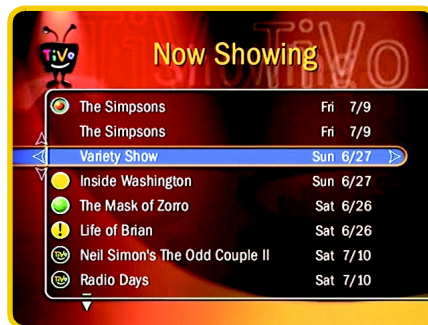 TiVo
Now Showing
The Simpsons Fri 7/9
The Simpsons Fri 7/9
Variety Show Sun 6/27
Inside Washington Sun 6/27
The Mask of Zorro Sat 6/26
! Life of Brian Sat 6/26
TiVo Neil Simon's The Odd Couple II Sat 7/10
TiVo Radio Days Sat 7/10